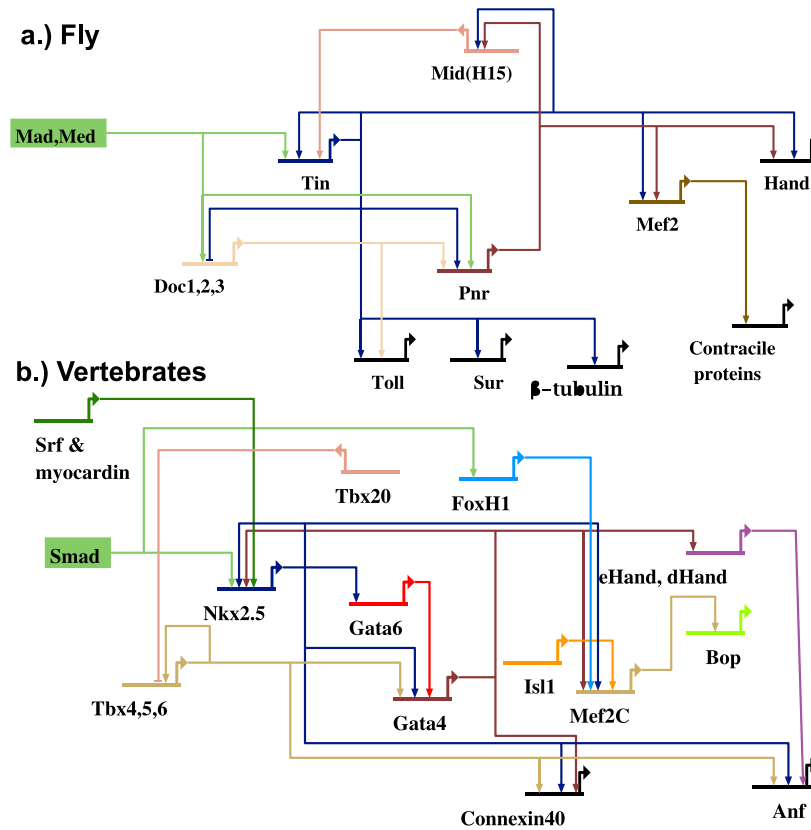 a.) Fly
Mid(H15)
Mad,Med
Tin
Hand
Mef2
Doc1,2,3
Pnr
Contracile
proteins
Toll
Sur
β-tubulin
b.) Vertebrates
Srf &
myocardin
Tbx20
FoxH1
Smad
eHand, dHand
Nkx2.5
Gata6
Bop
Isl1
Tbx4,5,6
Gata4
Mef2C
Connexin40
Anf